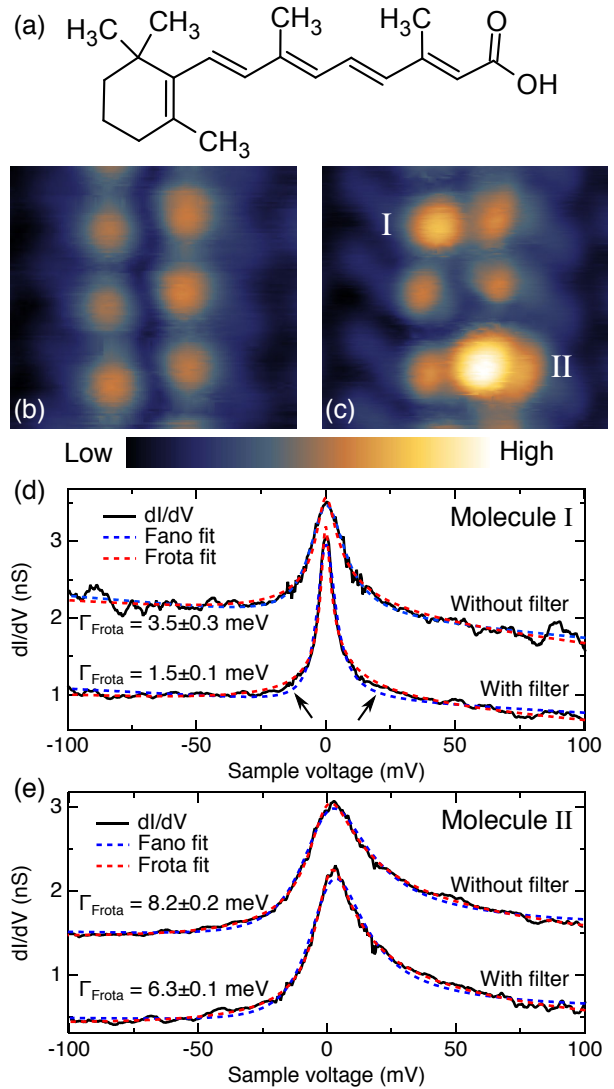 (a)
H₃C
CH₃
H₃C
CH₃
CH₃
O
OH
(b)
I
II
(c)
Low High
(d)
dI/dV
Fano fit
Frota fit
Molecule I
Without filter
Γ_Frota = 3.5±0.3 meV
Γ_Frota = 1.5±0.1 meV
With filter
dI/dV (nS)
3
2
1
-100 -50 0 50 100
Sample voltage (mV)
(e)
dI/dV
Fano fit
Frota fit
Molecule II
Without filter
Γ_Frota = 8.2±0.2 meV
With filter
Γ_Frota = 6.3±0.1 meV
dI/dV (nS)
3
2
1
-100 -50 0 50 100
Sample voltage (mV)